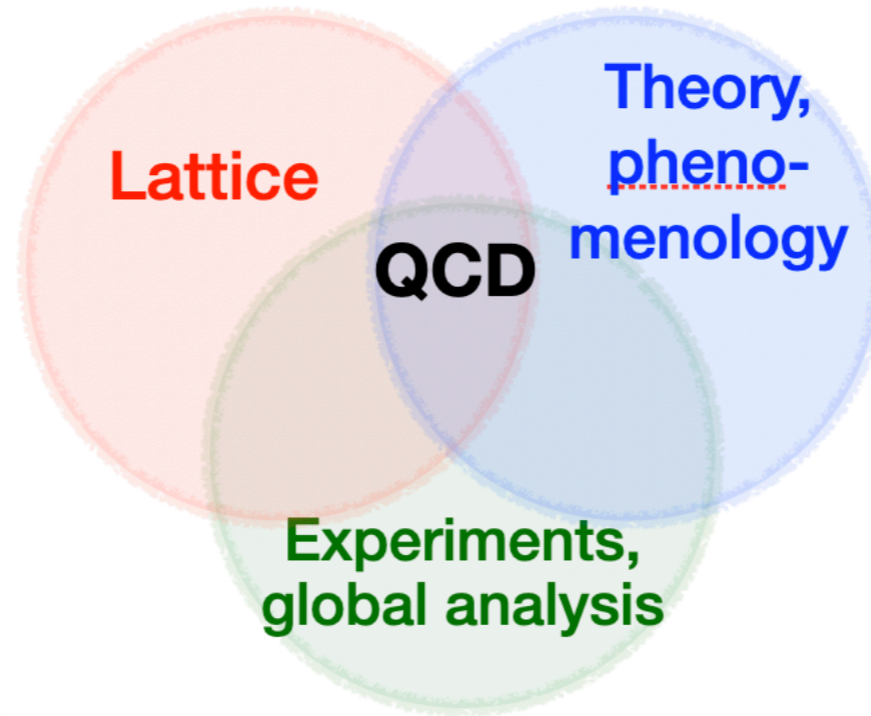 Lattice
Theory,
pheno-
menology
QCD
Experiments,
global analysis